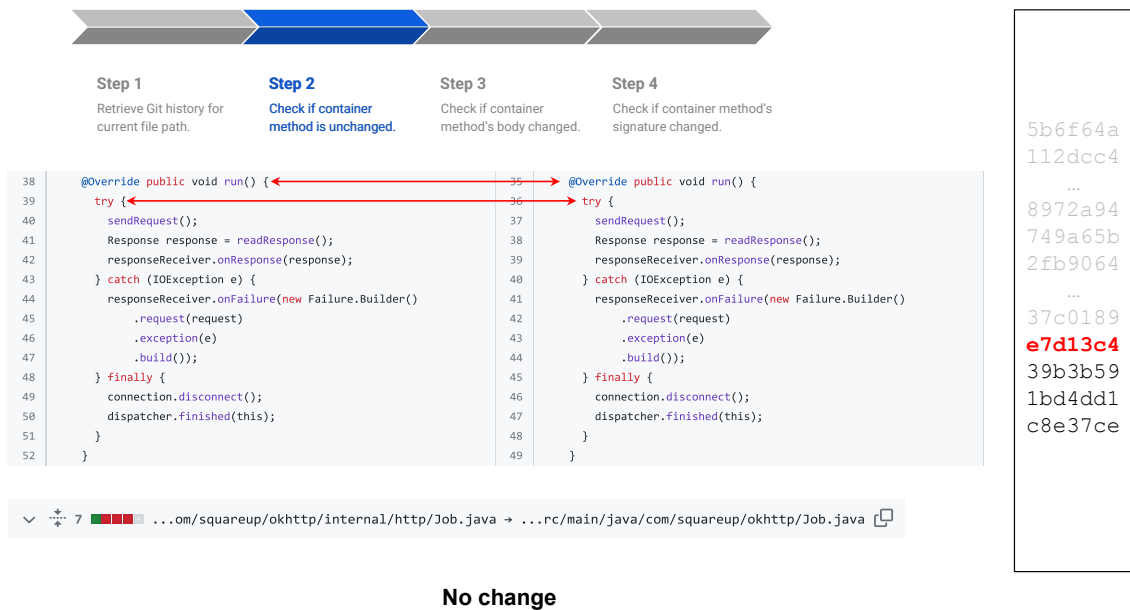 Step 1
Retrieve Git history for
current file path.
Step 2
Check if container
method is unchanged.
Step 3
Check if container
method's body changed.
Step 4
Check if container method's
signature changed.
38 @Override public void run() {
39 try {
40 sendRequest();
41 Response response = readResponse();
42 responseReceiver.onResponse(response);
43 } catch (IOException e) {
44 responseReceiver.onFailure(new Failure.Builder()
45 .request(request)
46 .exception(e)
47 .build());
48 } finally {
49 connection.disconnect();
50 dispatcher.finished(this);
51 }
52 }
35 @Override public void run() {
36 try {
37 sendRequest();
38 Response response = readResponse();
39 responseReceiver.onResponse(response);
40 } catch (IOException e) {
41 responseReceiver.onFailure(new Failure.Builder()
42 .request(request)
43 .exception(e)
44 .build());
45 } finally {
46 connection.disconnect();
47 dispatcher.finished(this);
48 }
49 }
7 ...om/squareup/okhttp/internal/http/Job.java → ...rc/main/java/com/squareup/okhttp/Job.java
No change
5b6f64a
112dcc4
…
8972a94
749a65b
2fb9064
…
37c0189
e7d13c4
39b3b59
1bd4dd1
c8e37ce